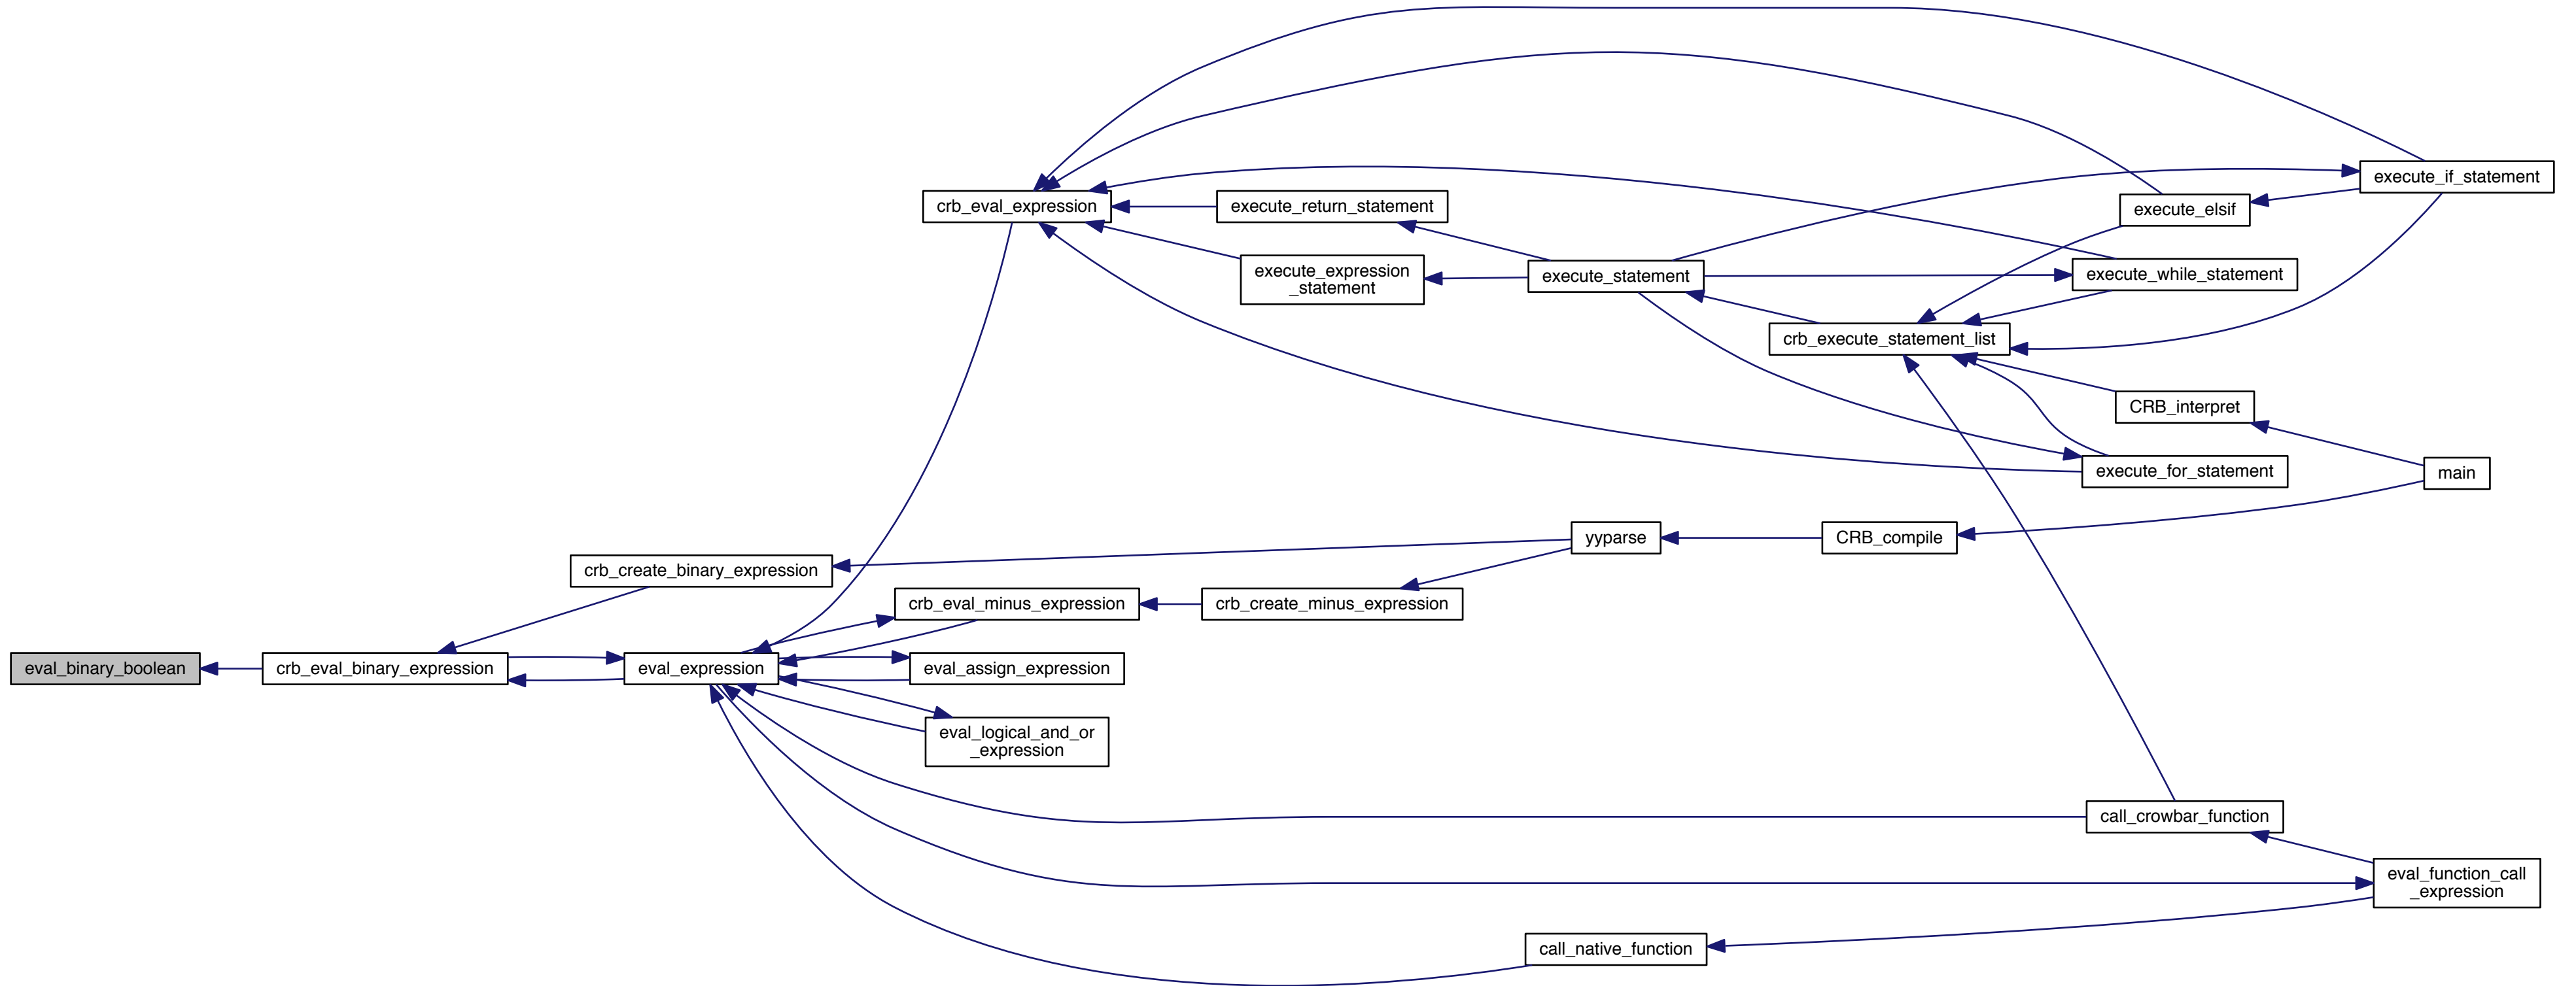 execute_if_statement
crb_eval_expression
execute_return_statement
execute_elsif
execute_expression
_statement
execute_statement
execute_while_statement
crb_execute_statement_list
CRB_interpret
execute_for_statement
main
yyparse
CRB_compile
crb_create_binary_expression
crb_eval_minus_expression
crb_create_minus_expression
eval_binary_boolean
crb_eval_binary_expression
eval_expression
eval_assign_expression
eval_logical_and_or
_expression
call_crowbar_function
eval_function_call
_expression
call_native_function